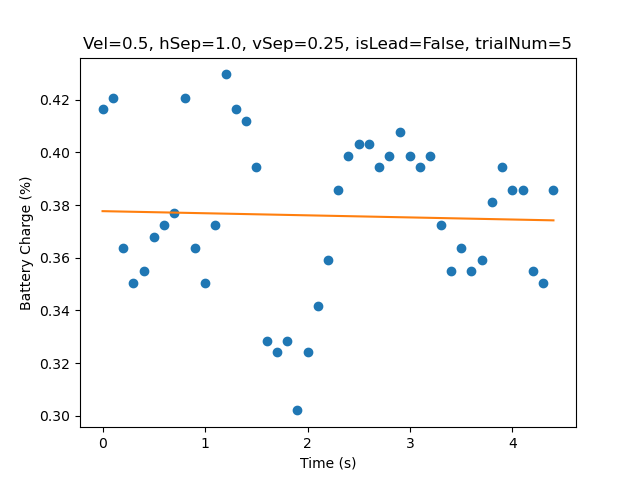 Vel=0.5, hSep=1.0, vSep=0.25, isLead=False, trialNum=5
Battery Charge (%)
0.42
0.40
0.38
0.36
0.34
0.32
0.30
0 1 2 3 4
Time (s)